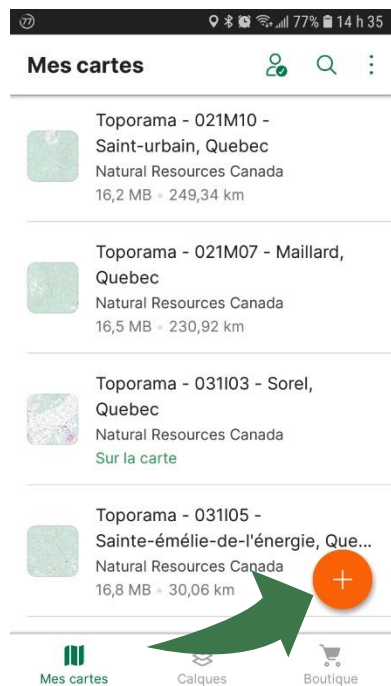 77 77% 14 h 35
Mes cartes
Toporama - 021M10 -
Saint-urbain, Quebec
Natural Resources Canada
16,2 MB • 249,34 km
Toporama - 021M07 - Maillard,
Quebec
Natural Resources Canada
16,5 MB • 230,92 km
Toporama - 031I03 - Sorel,
Quebec
Natural Resources Canada
Sur la carte
Toporama - 031I05 -
Sainte-émélie-de-l'énergie, Que...
Natural Resources Canada
16,8 MB • 30,06 km
Mes cartes Calques Boutique